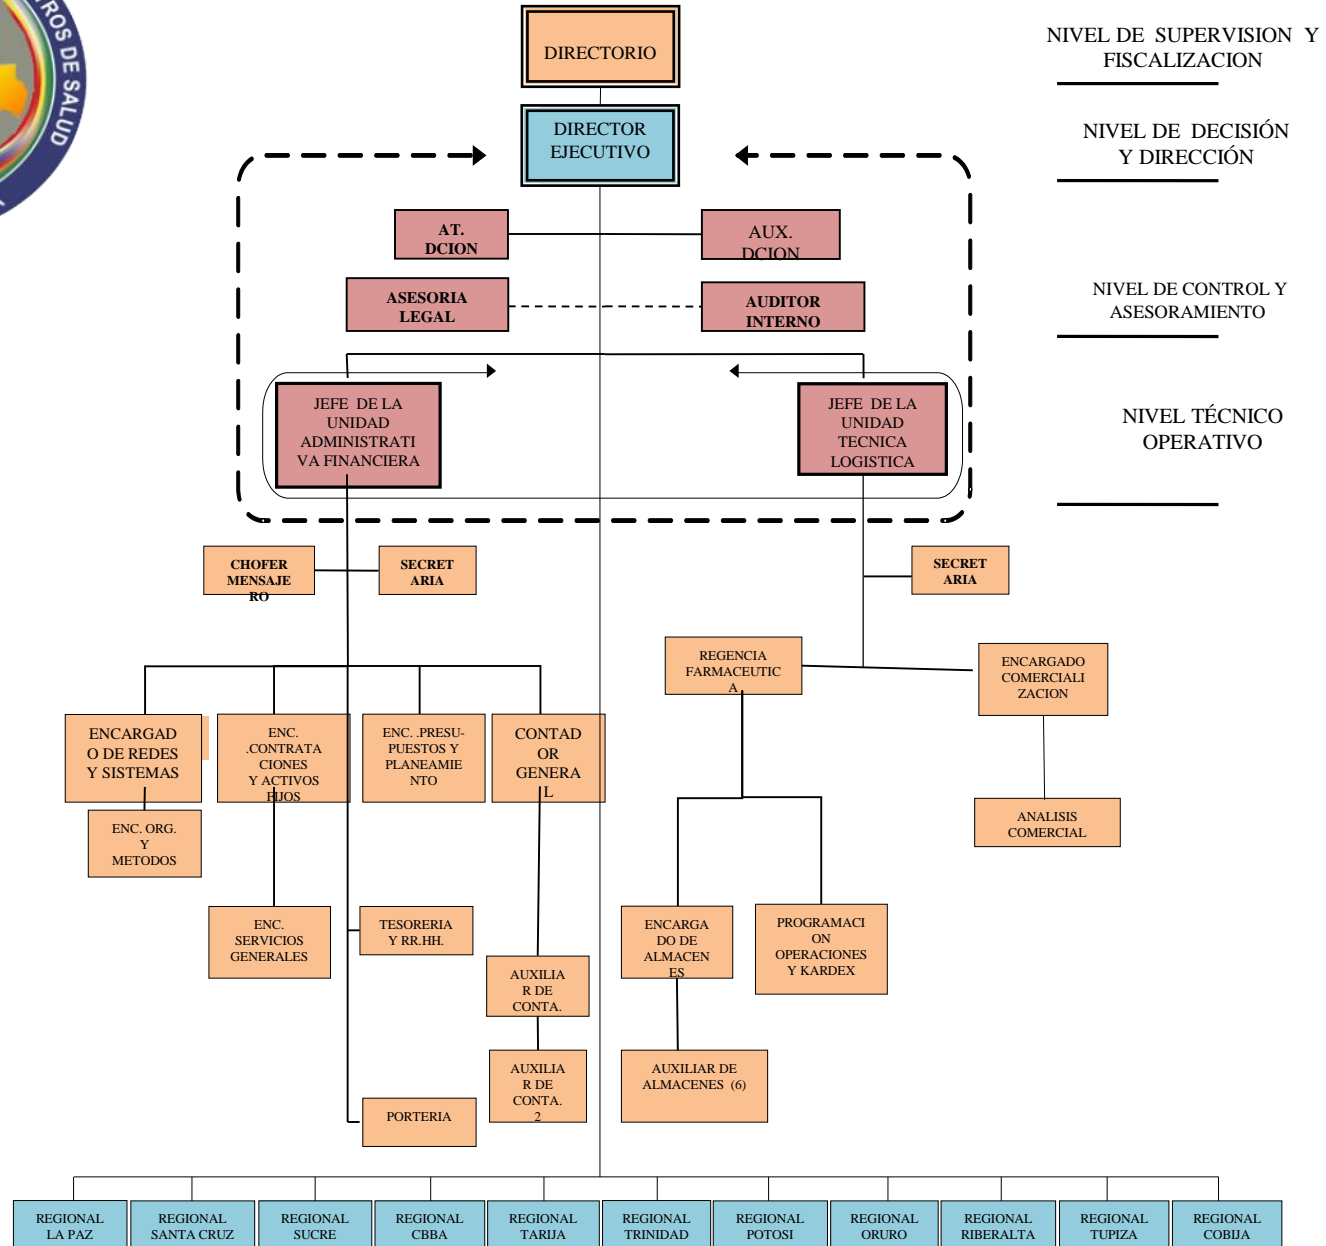 TROS DE SALUD
DIRECTORIO
NIVEL DE SUPERVISION Y
FISCALIZACION
DIRECTOR
EJECUTIVO
NIVEL DE DECISIÓN
Y DIRECCIÓN
AT.
DCION
AUX.
DCION
ASESORIA
LEGAL
AUDITOR
INTERNO
NIVEL DE CONTROL Y
ASESORAMIENTO
JEFE DE LA
UNIDAD
ADMINISTRATI
VA FINANCIERA
JEFE DE LA
UNIDAD
TECNICA
LOGISTICA
NIVEL TÉCNICO
OPERATIVO
CHOFER
MENSAJE
RO
SECRET
ARIA
SECRET
ARIA
REGENCIA
FARMACEUTIC
A
ENCARGADO
COMERCIALI
ZACION
ENCARGAD
O DE REDES
Y SISTEMAS
ENC.
.CONTRATA
CIONES
Y ACTIVOS
FIJOS
ENC. .PRESU-
PUESTOS Y
PLANEAMIE
NTO
CONTAD
OR
GENERA
L
ENC. ORG.
Y
METODOS
ANALISIS
COMERCIAL
ENC.
SERVICIOS
GENERALES
TESORERIA
Y RR.HH.
AUXILIA
R DE
CONTA.
ENCARGA
DO DE
ALMACEN
ES
PROGRAMACI
ON
OPERACIONES
Y KARDEX
AUXILIA
R DE
CONTA.
2
AUXILIAR DE
ALMACENES (6)
PORTERIA
REGIONAL
LA PAZ
REGIONAL
SANTA CRUZ
REGIONAL
SUCRE
REGIONAL
CBBA
REGIONAL
TARIJA
REGIONAL
TRINIDAD
REGIONAL
POTOSI
REGIONAL
ORURO
REGIONAL
RIBERALTA
REGIONAL
TUPIZA
REGIONAL
COBIJA